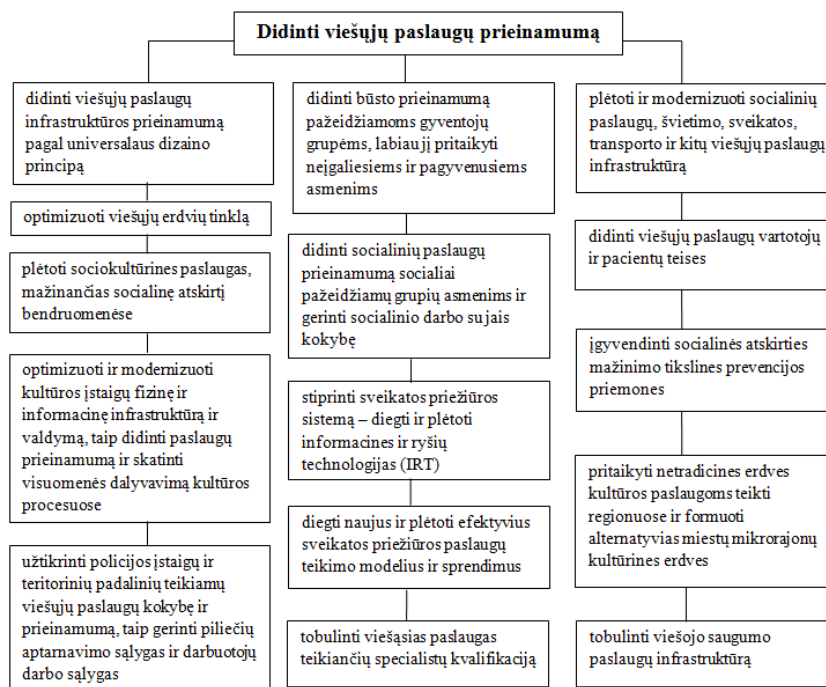 Didinti viešųjų paslaugų prieinamumą
didinti viešųjų paslaugų
infrastruktūros prieinamumą
pagal universalaus dizaino
principą
optimizuoti viešųjų erdvių tinklą
plėtoti sociokultūrines paslaugas,
mažinančias socialinę atskirtį
bendruomenėse
optimizuoti ir modernizuoti
kultūros įstaigų fizinę ir
informacinę infrastruktūrą ir
valdymą, taip didinti paslaugų
prieinamumą ir skatinti
visuomenės dalyvavimą kultūros
procesuose
užtikrinti policijos įstaigų ir
teritorinių padalinių teikiamų
viešųjų paslaugų kokybę ir
prieinamumą, taip gerinti piliečių
aptarnavimo sąlygas ir darbuotojų
darbo sąlygas
didinti būsto prieinamumą
pažeidžiamoms gyventojų
grupėms, labiau jį pritaikyti
neįgaliesiems ir pagyvenusiems
asmenims
didinti socialinių paslaugų
prieinamumą socialiai
pažeidžiamų grupių asmenims ir
gerinti socialinio darbo su jais
kokybę
stiprinti sveikatos priežiūros
sistemą – diegti ir plėtoti
informacines ir ryšių
technologijas (IRT)
diegti naujus ir plėtoti efektyvius
sveikatos priežiūros paslaugų
teikimo modelius ir sprendimus
tobulinti viešąsias paslaugas
teikiančių specialistų kvalifikaciją
plėtoti ir modernizuoti socialinių
paslaugų, švietimo, sveikatos,
transporto ir kitų viešųjų paslaugų
infrastruktūrą
didinti viešųjų paslaugų vartotojų
ir pacientų teises
įgyvendinti socialinės atskirties
mažinimo tikslines prevencijos
priemones
pritaikyti netradicines erdves
kultūros paslaugoms teikti
regionuose ir formuoti
alternatyvias miestų mikrorajonų
kultūrines erdves
tobulinti viešojo saugumo
paslaugų infrastruktūrą